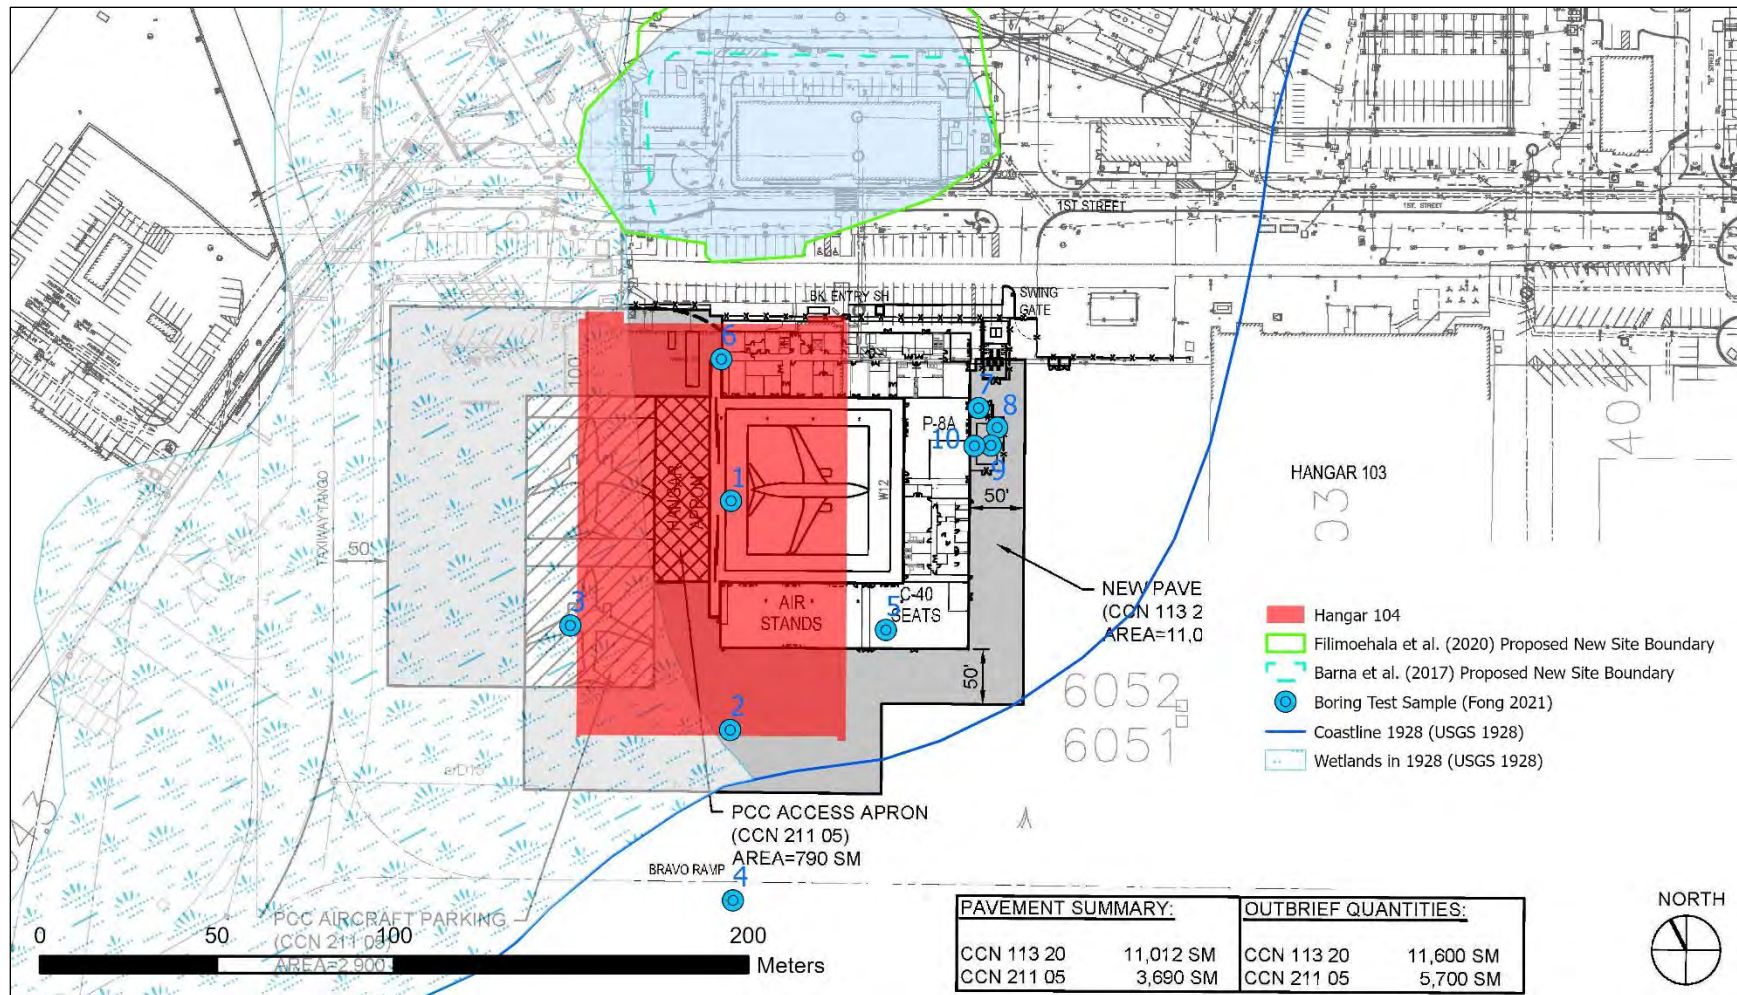 1ST STREET
1ST. STREET
BK. ENTRY SH
SWING
GATE
100'
6
7
8
P-8A
10
9
HANGAR 103
03
40
TAXIWAY TANGO
50'
HANGAR
APRON
1
W12
50'
NEW PAVE
(CCN 113 2
AREA=11,0
3
AIR
STANDS
5
C-40
SEATS
50'
6052
6051
2
Hangar 104
Filimoehala et al. (2020) Proposed New Site Boundary
Barna et al. (2017) Proposed New Site Boundary
Boring Test Sample (Fong 2021)
Coastline 1928 (USGS 1928)
Wetlands in 1928 (USGS 1928)
PCC ACCESS APRON
(CCN 211 05)
AREA=790 SM
BRAVO RAMP
4
PCC AIRCRAFT PARKING
(CCN 211 05)
AREA=2,900
0 50 100 200
Meters
PAVEMENT SUMMARY: OUTBRIEF QUANTITIES:
CCN 113 20 11,012 SM CCN 113 20 11,600 SM
CCN 211 05 3,690 SM CCN 211 05 5,700 SM
NORTH